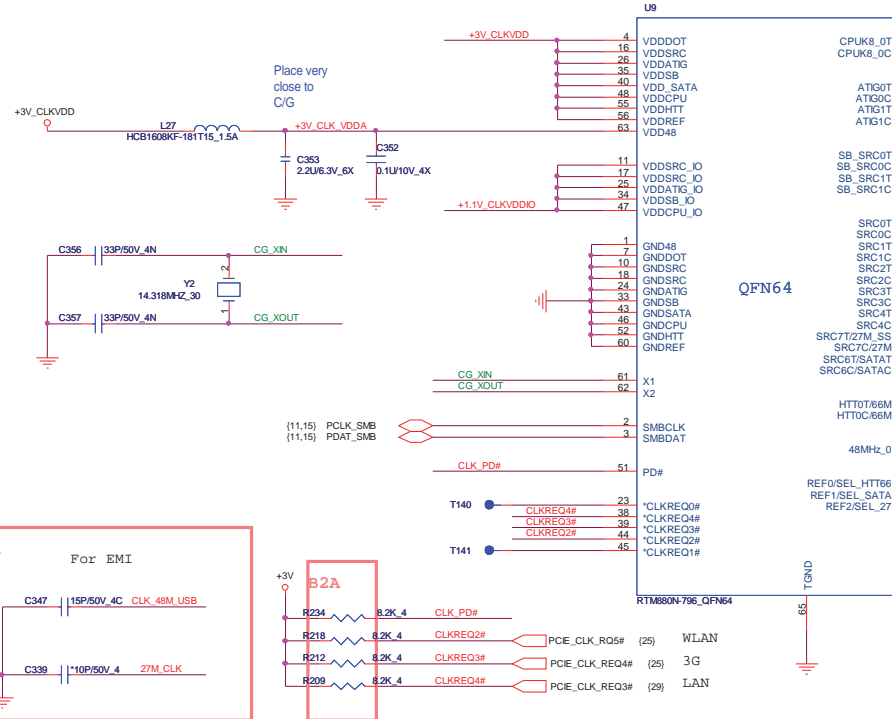 U9
+3V_CLKVDD
4 VDDDOT
16 VDDSRC
26 VDDATIG
35 VDDSB
40 VDD_SATA
48 VDDCPU
55 VDDHTT
56 VDDREF
63 VDD48
11 VDDSRC_IO
17 VDDSRC_IO
25 VDDATIG_IO
34 VDDSB_IO
47 VDDCPU_IO
+1.1V_CLKVDDIO
1 GND48
7 GNDDOT
10 GNDSRC
18 GNDSRC
24 GNDATIG
33 GNDSB
43 GNDSATA
46 GNDCPU
52 GNDHTT
60 GNDREF
CG_XIN 61 X1
CG_XOUT 62 X2
{11,15} PCLK_SMB 2 SMBCLK
{11,15} PDAT_SMB 3 SMBDAT
CLK_PD# 51 PD#
T140 23 *CLKREQ0#
CLKREQ4# 38 *CLKREQ4#
CLKREQ3# 39 *CLKREQ3#
CLKREQ2# 44 *CLKREQ2#
T141 45 *CLKREQ1#
QFN64
CPUK8_0T
CPUK8_0C
ATIG0T
ATIG0C
ATIG1T
ATIG1C
SB_SRC0T
SB_SRC0C
SB_SRC1T
SB_SRC1C
SRC0T
SRC0C
SRC1T
SRC1C
SRC2T
SRC2C
SRC3T
SRC3C
SRC4T
SRC4C
SRC7T/27M_SS
SRC7C/27M
SRC6T/SATAT
SRC6C/SATAC
HTT0T/66M
HTT0C/66M
48MHz_0
REF0/SEL_HTT66
REF1/SEL_SATA
REF2/SEL_27
RTM880N-796_QFN64
TGND
65
Place very
close to
C/G
+3V_CLKVDD
L27
HCB1608KF-181T15_1.5A
+3V_CLK_VDDA
C353
2.2U/6.3V_6X
C352
0.1U/10V_4X
C356 33P/50V_4N CG_XIN
2
Y2
14.318MHZ_30
1
C357 33P/50V_4N CG_XOUT
For EMI
C347 15P/50V_4C CLK_48M_USB
C339 *10P/50V_4 27M_CLK
+3V
B2A
R234 8.2K_4 CLK_PD#
R218 8.2K_4 CLKREQ2# PCIE_CLK_RQ5# {25} WLAN
R212 8.2K_4 CLKREQ3# PCIE_CLK_REQ4# {25} 3G
R209 8.2K_4 CLKREQ4# PCIE_CLK_REQ3# {29} LAN